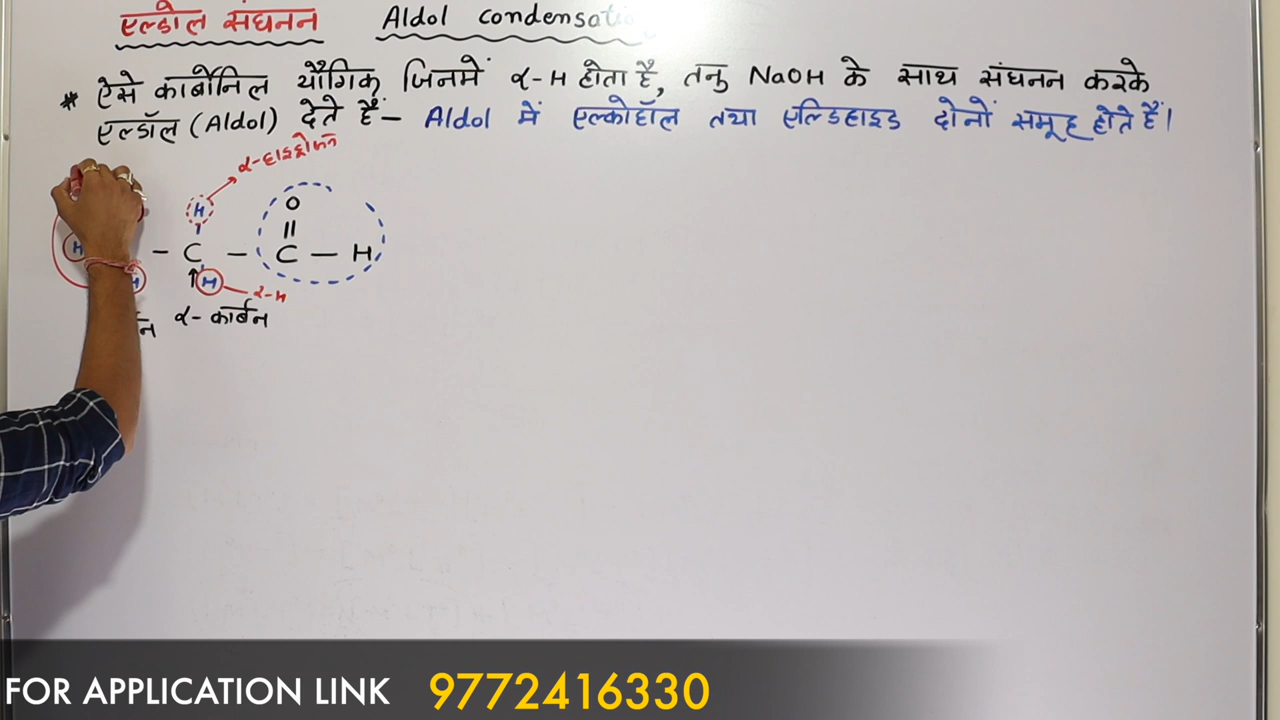 एल्डोल संघनन Aldol condensatio
* ऐसे कार्बोनिल यौगिक जिनमें α-H होता है, तनु NaOH के साथ संघनन करके
एल्डॉल (Aldol) देते हैं- Aldol में एल्कोहॉल तथा एल्डिहाइड दोनों समूह होते हैं।
α-हाइड्रोजन
H O
||
H - C - C - H
H H α-H
α-कार्बन
FOR APPLICATION LINK 9772416330